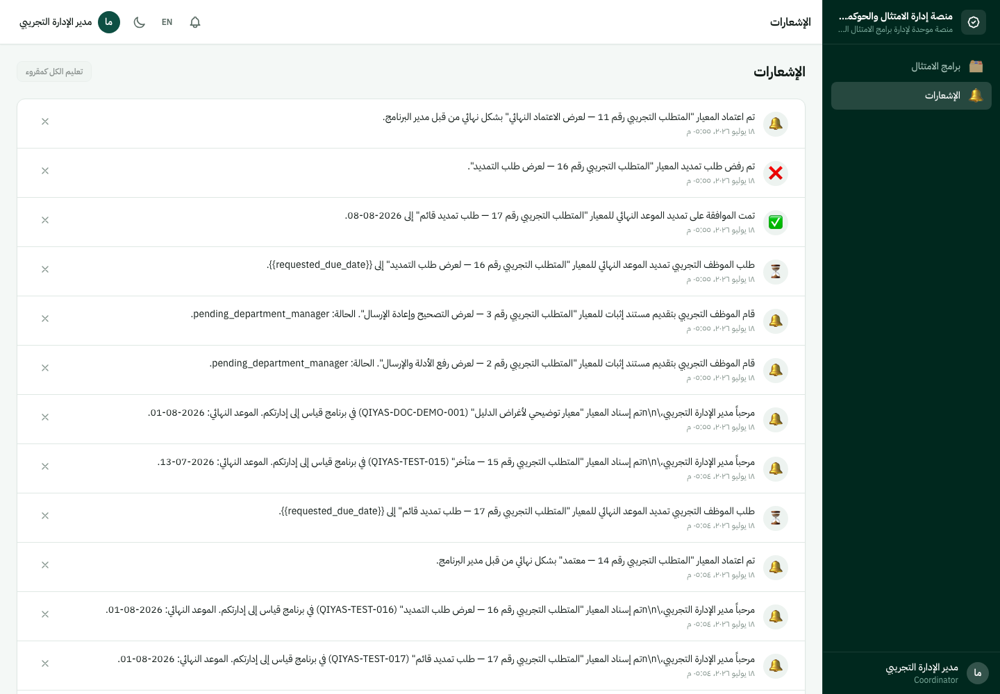 منصة إدارة الامتثال والحوكم...
منصة موحدة لإدارة برامج الامتثال الـ...
برامج الامتثال
الإشعارات
الإشعارات
EN
ما
مدير الإدارة التجريبي
الإشعارات
تعليم الكل كمقروء
تم اعتماد المعيار "المتطلب التجريبي رقم 11 — لعرض الاعتماد النهائي" بشكل نهائي من قبل مدير البرنامج.
١٨ يوليو ٢٠٢٦، ٠٥:٥٥ م
تم رفض طلب تمديد المعيار "المتطلب التجريبي رقم 16 — لعرض طلب التمديد".
١٨ يوليو ٢٠٢٦، ٠٥:٥٥ م
تمت الموافقة على تمديد الموعد النهائي للمعيار "المتطلب التجريبي رقم 17 — طلب تمديد قائم" إلى 2026-08-08.
١٨ يوليو ٢٠٢٦، ٠٥:٥٥ م
طلب الموظف التجريبي تمديد الموعد النهائي للمعيار "المتطلب التجريبي رقم 16 — لعرض طلب التمديد" إلى {{requested_due_date}}.
١٨ يوليو ٢٠٢٦، ٠٥:٥٥ م
قام الموظف التجريبي بتقديم مستند إثبات للمعيار "المتطلب التجريبي رقم 3 — لعرض التصحيح وإعادة الإرسال". الحالة: pending_department_manager.
١٨ يوليو ٢٠٢٦، ٠٥:٥٥ م
قام الموظف التجريبي بتقديم مستند إثبات للمعيار "المتطلب التجريبي رقم 2 — لعرض رفع الأدلة والإرسال". الحالة: pending_department_manager.
١٨ يوليو ٢٠٢٦، ٠٥:٥٥ م
مرحباً مدير الإدارة التجريبي،\n\nتم إسناد المعيار "معيار توضيحي لأغراض الدليل" (QIYAS-DOC-DEMO-001) في برنامج قياس إلى إدارتكم. الموعد النهائي: 2026-08-01.
١٨ يوليو ٢٠٢٦، ٠٥:٥٥ م
مرحباً مدير الإدارة التجريبي،\n\nتم إسناد المعيار "المتطلب التجريبي رقم 15 — متأخر" (QIYAS-TEST-015) في برنامج قياس إلى إدارتكم. الموعد النهائي: 2026-07-13.
١٨ يوليو ٢٠٢٦، ٠٥:٥٤ م
طلب الموظف التجريبي تمديد الموعد النهائي للمعيار "المتطلب التجريبي رقم 17 — طلب تمديد قائم" إلى {{requested_due_date}}.
١٨ يوليو ٢٠٢٦، ٠٥:٥٤ م
تم اعتماد المعيار "المتطلب التجريبي رقم 14 — معتمد" بشكل نهائي من قبل مدير البرنامج.
١٨ يوليو ٢٠٢٦، ٠٥:٥٤ م
مرحباً مدير الإدارة التجريبي،\n\nتم إسناد المعيار "المتطلب التجريبي رقم 16 — لعرض طلب التمديد" (QIYAS-TEST-016) في برنامج قياس إلى إدارتكم. الموعد النهائي: 2026-08-01.
١٨ يوليو ٢٠٢٦، ٠٥:٥٤ م
مرحباً مدير الإدارة التجريبي،\n\nتم إسناد المعيار "المتطلب التجريبي رقم 17 — طلب تمديد قائم" (QIYAS-TEST-017) في برنامج قياس إلى إدارتكم. الموعد النهائي: 2026-08-01.
١٨ يوليو ٢٠٢٦، ٠٥:٥٤ م
ما
مدير الإدارة التجريبي
Coordinator